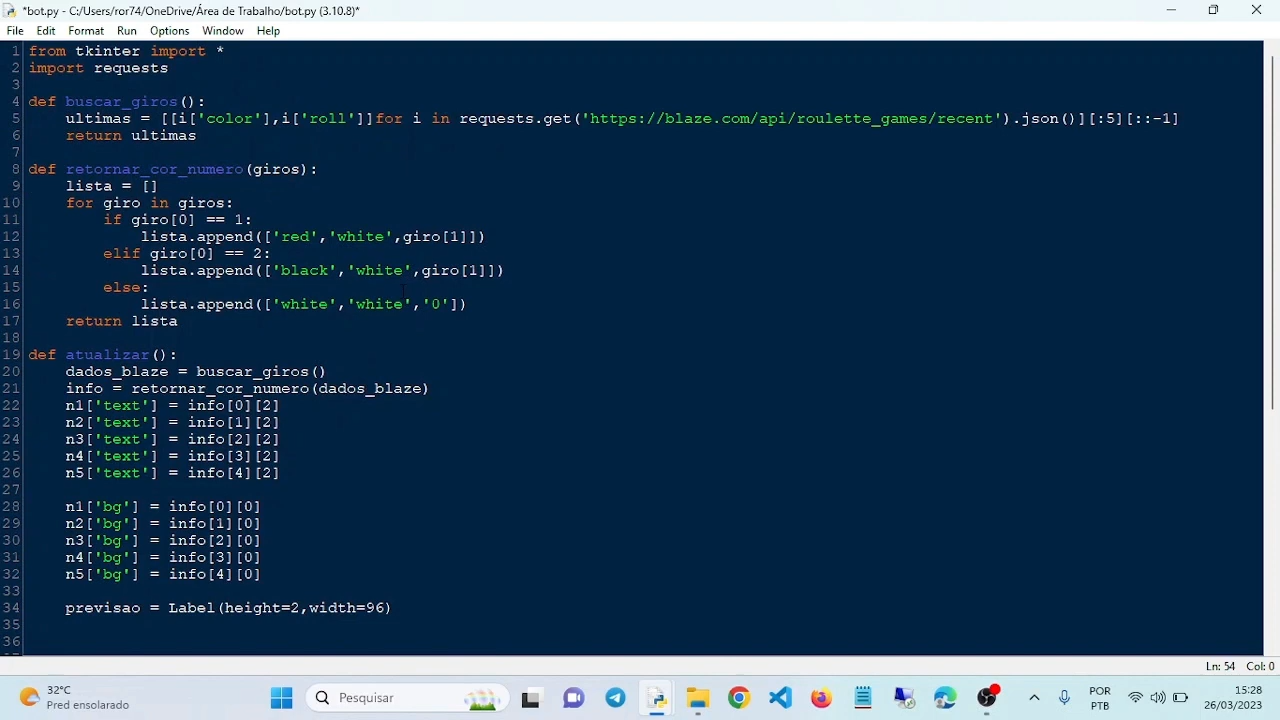 *bot.py - C:/Users/ror74/OneDrive/Área de Trabalho/bot.py (3.10.8)*
File Edit Format Run Options Window Help
1 from tkinter import *
2 import requests
3
4 def buscar_giros():
5 ultimas = [[i['color'],i['roll']]for i in requests.get('https://blaze.com/api/roulette_games/recent').json()][:5][::-1]
6 return ultimas
7
8 def retornar_cor_numero(giros):
9 lista = []
10 for giro in giros:
11 if giro[0] == 1:
12 lista.append(['red','white',giro[1]])
13 elif giro[0] == 2:
14 lista.append(['black','white',giro[1]])
15 else:
16 lista.append(['white','white','0'])
17 return lista
18
19 def atualizar():
20 dados_blaze = buscar_giros()
21 info = retornar_cor_numero(dados_blaze)
22 n1['text'] = info[0][2]
23 n2['text'] = info[1][2]
24 n3['text'] = info[2][2]
25 n4['text'] = info[3][2]
26 n5['text'] = info[4][2]
27
28 n1['bg'] = info[0][0]
29 n2['bg'] = info[1][0]
30 n3['bg'] = info[2][0]
31 n4['bg'] = info[3][0]
32 n5['bg'] = info[4][0]
33
34 previsao = Label(height=2,width=96)
35
36
Ln: 54 Col: 0
32°C
Pred ensolarado
Pesquisar
POR
PTB
15:28
26/03/2023